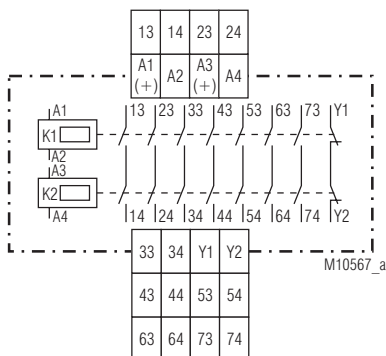 13 14 23 24
A1 (+) A2 A3 (+) A4
A1 13 23 33 43 53 63 73 Y1
K1
A2
A3
K2
A4 14 24 34 44 54 64 74 Y2
33 34 Y1 Y2
M10567_a
43 44 53 54
63 64 73 74